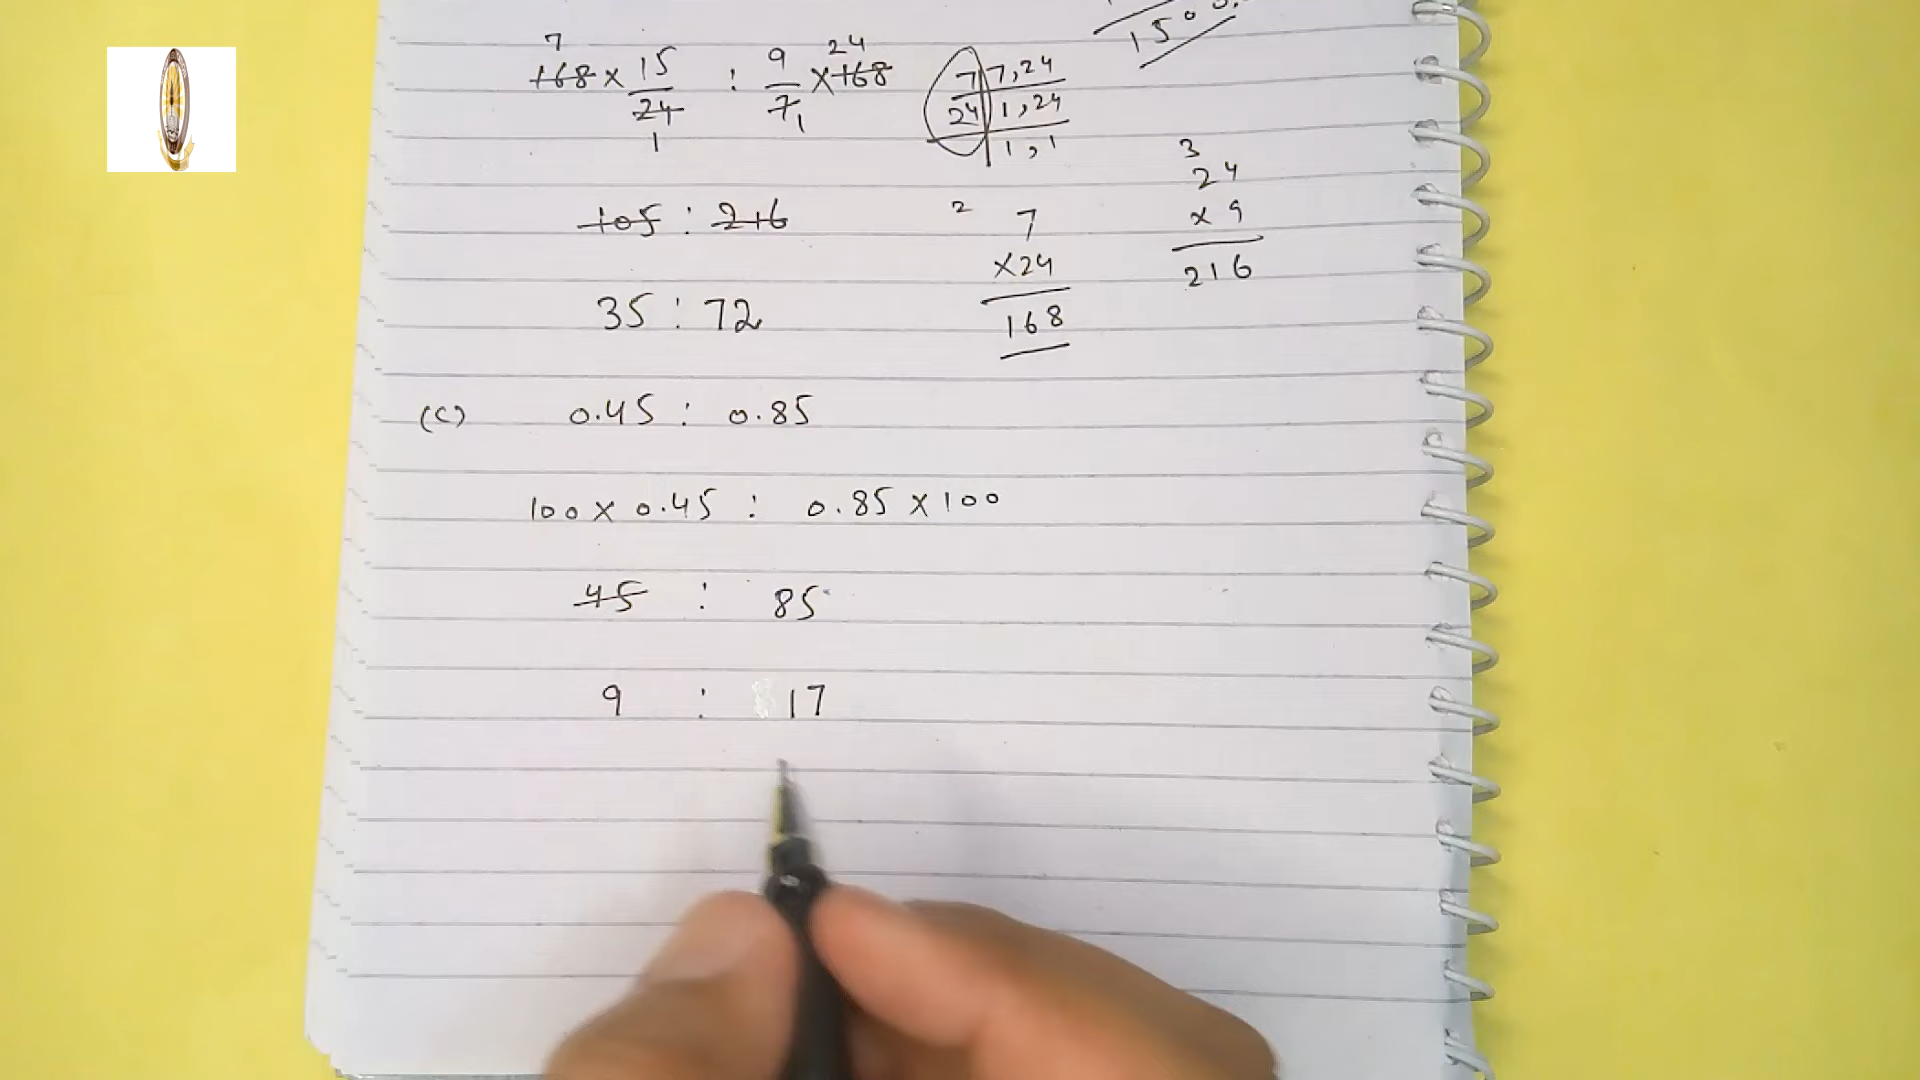 1500
7 24
168 × 15/24 : 9/7 × 168
1 1
7 | 7, 24
24 | 1, 24
| 1, 1
3
24
× 9
216
105 : 216
2 7
×24
168
35 : 72
(C) 0.45 : 0.85
100 × 0.45 : 0.85 × 100
45 : 85
9 : 17